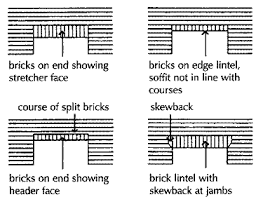 bricks on end showing
stretcher face
bricks on edge lintel,
soffit not in line with
courses
course of split bricks
skewback
bricks on end showing
header face
brick lintel with
skewback at jambs